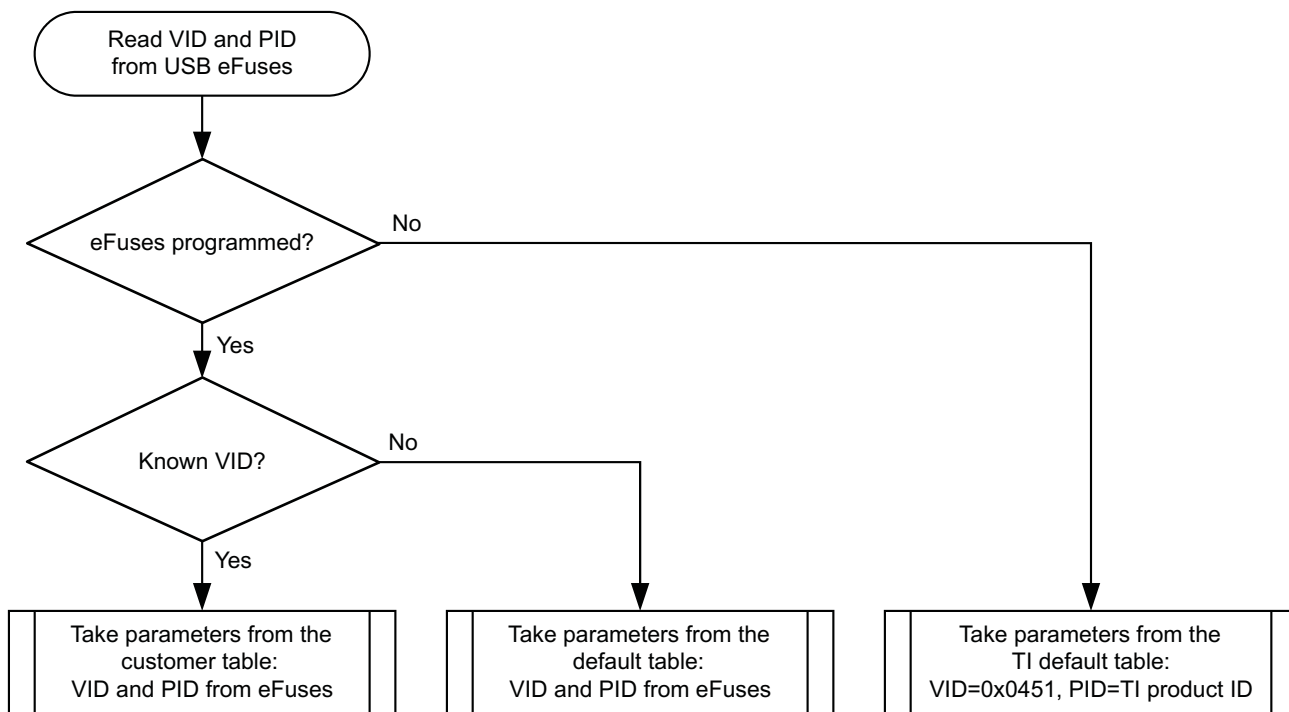 Read VID and PID
from USB eFuses
eFuses programmed?
No
Yes
Known VID?
No
Yes
Take parameters from the
customer table:
VID and PID from eFuses
Take parameters from the
default table:
VID and PID from eFuses
Take parameters from the
TI default table:
VID=0x0451, PID=TI product ID